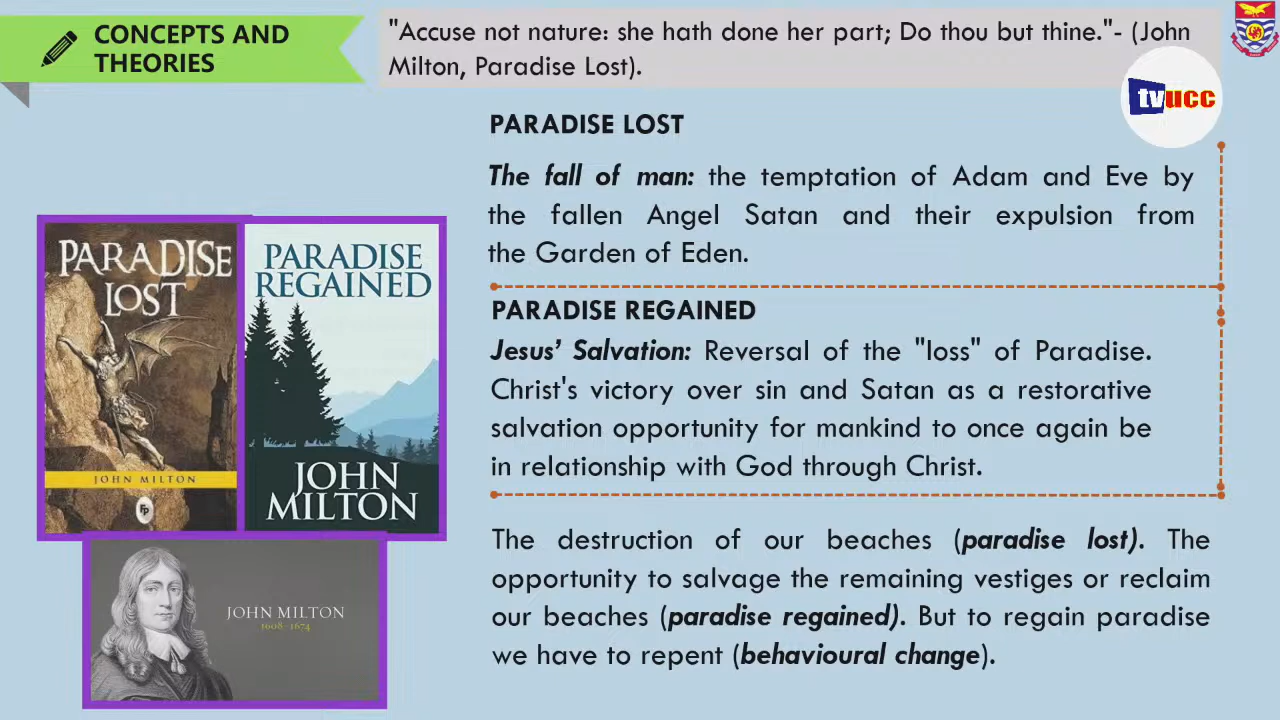 CONCEPTS AND
THEORIES
"Accuse not nature: she hath done her part; Do thou but thine."- (John
Milton, Paradise Lost).
tvucc
PARADISE LOST
The fall of man: the temptation of Adam and Eve by
the fallen Angel Satan and their expulsion from
the Garden of Eden.
PARADISE REGAINED
Jesus' Salvation: Reversal of the "loss" of Paradise.
Christ's victory over sin and Satan as a restorative
salvation opportunity for mankind to once again be
in relationship with God through Christ.
The destruction of our beaches (paradise lost). The
opportunity to salvage the remaining vestiges or reclaim
our beaches (paradise regained). But to regain paradise
we have to repent (behavioural change).
PARADISE
LOST
JOHN MILTON
FP
PARADISE
REGAINED
JOHN
MILTON
JOHN MILTON
1608-1674